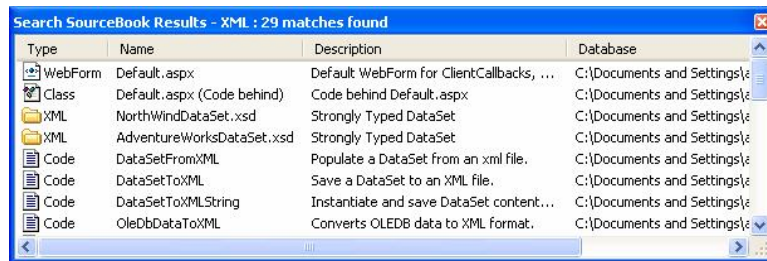 Search SourceBook Results - XML : 29 matches found
Type Name Description Database
WebForm Default.aspx Default WebForm for ClientCallbacks, ... C:\Documents and Settings\a
Class Default.aspx (Code behind) Code behind Default.aspx C:\Documents and Settings\a
XML NorthWindDataSet.xsd Strongly Typed DataSet C:\Documents and Settings\a
XML AdventureWorksDataSet.xsd Strongly Typed DataSet C:\Documents and Settings\a
Code DataSetFromXML Populate a DataSet from an xml file. C:\Documents and Settings\a
Code DataSetToXML Save a DataSet to an XML file. C:\Documents and Settings\a
Code DataSetToXMLString Instantiate and save DataSet content... C:\Documents and Settings\a
Code OleDbDataToXML Converts OLEDB data to XML format. C:\Documents and Settings\a